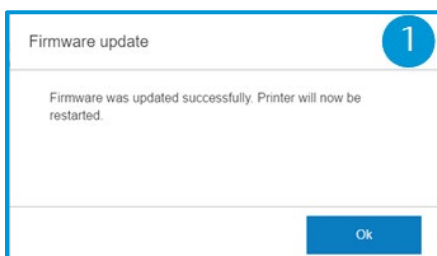 Firmware update
1
Firmware was updated successfully. Printer will now be
restarted.
Ok